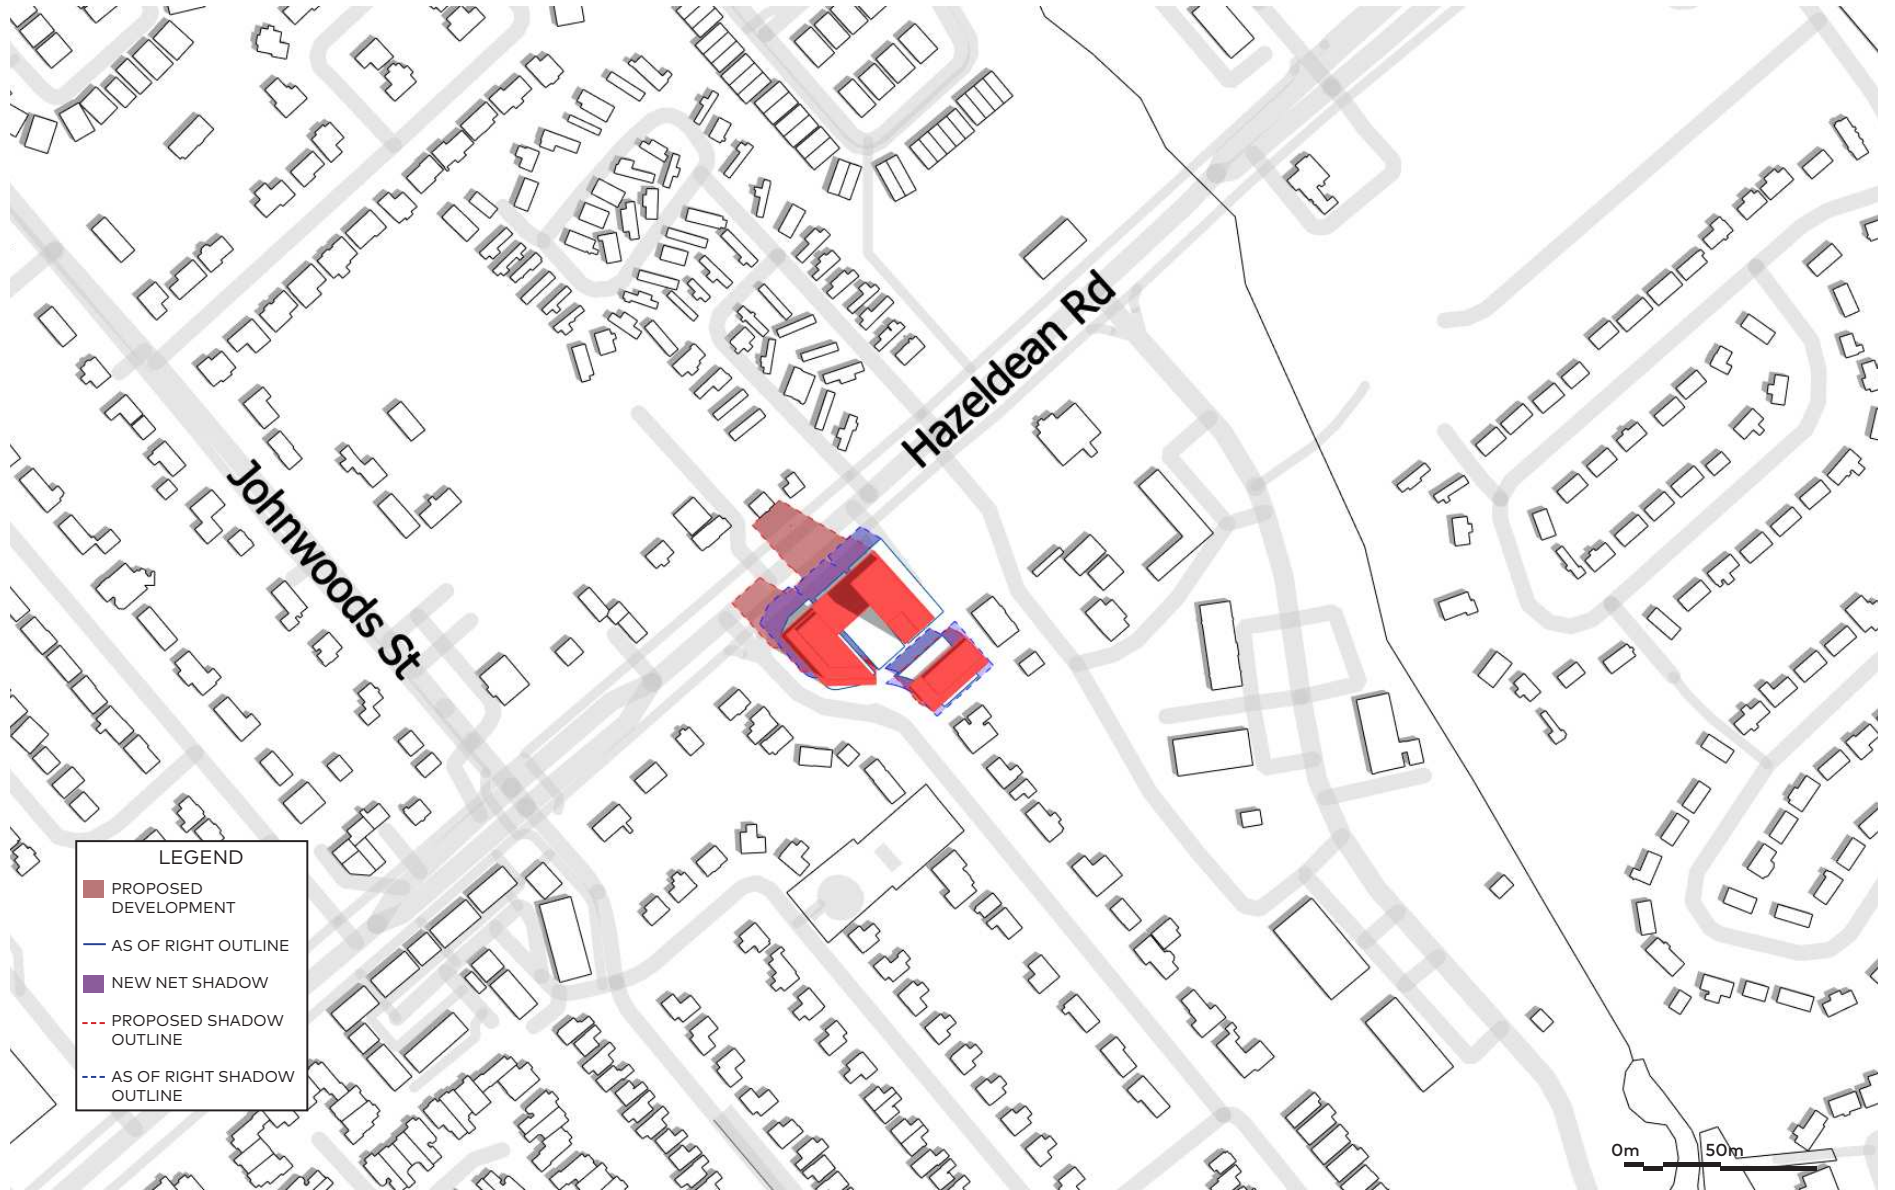 Hazeldean Rd
Johnwoods St
LEGEND
PROPOSED
DEVELOPMENT
AS OF RIGHT OUTLINE
NEW NET SHADOW
PROPOSED SHADOW
OUTLINE
AS OF RIGHT SHADOW
OUTLINE
0m 50m